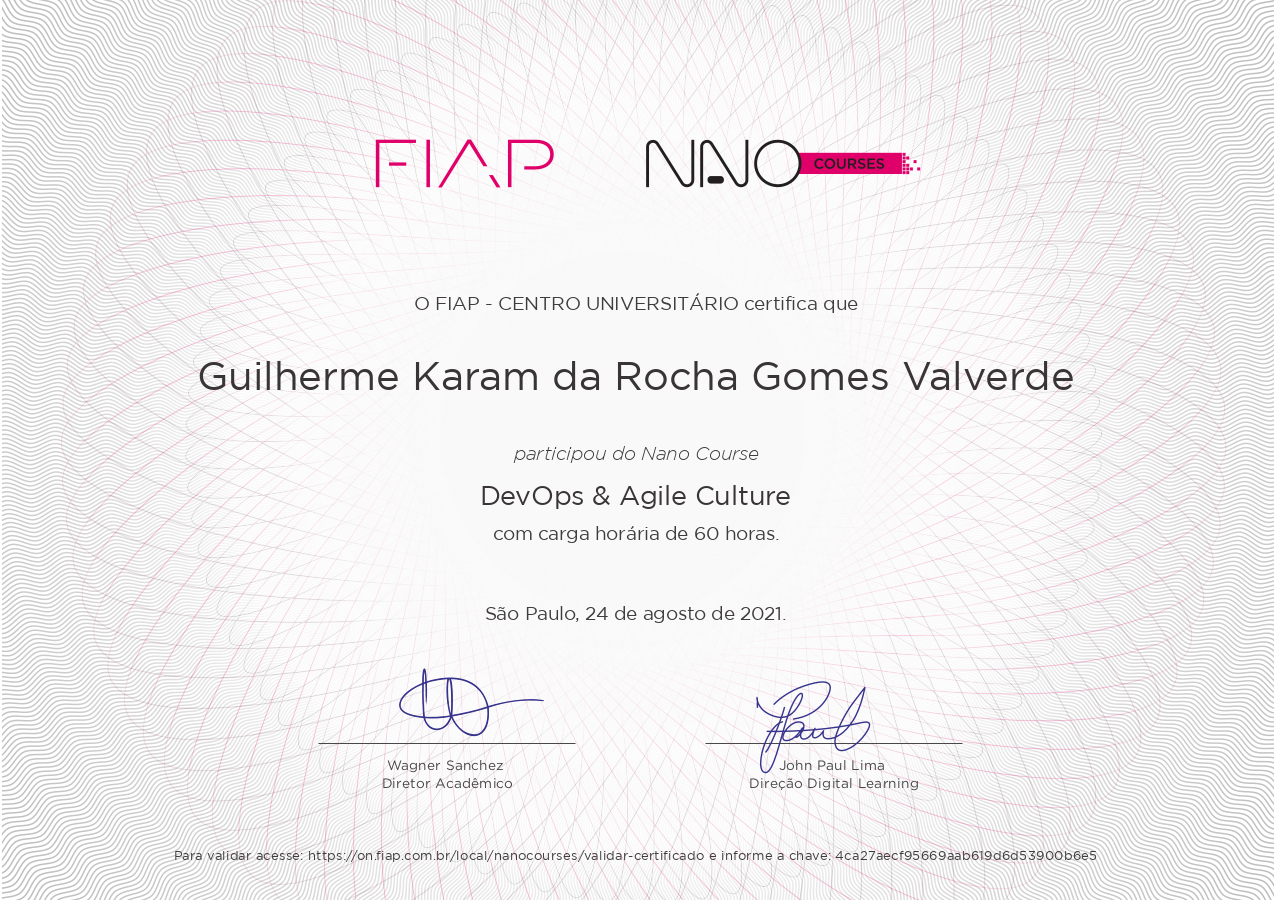 FIAP NANO COURSES
O FIAP - CENTRO UNIVERSITÁRIO certifica que
Guilherme Karam da Rocha Gomes Valverde
participou do Nano Course
DevOps & Agile Culture
com carga horária de 60 horas.
São Paulo, 24 de agosto de 2021.
Wagner Sanchez
Diretor Acadêmico
John Paul Lima
Direção Digital Learning
Para validar acesse: https://on.fiap.com.br/local/nanocourses/validar-certificado e informe a chave: 4ca27aecf95669aab619d6d53900b6e5